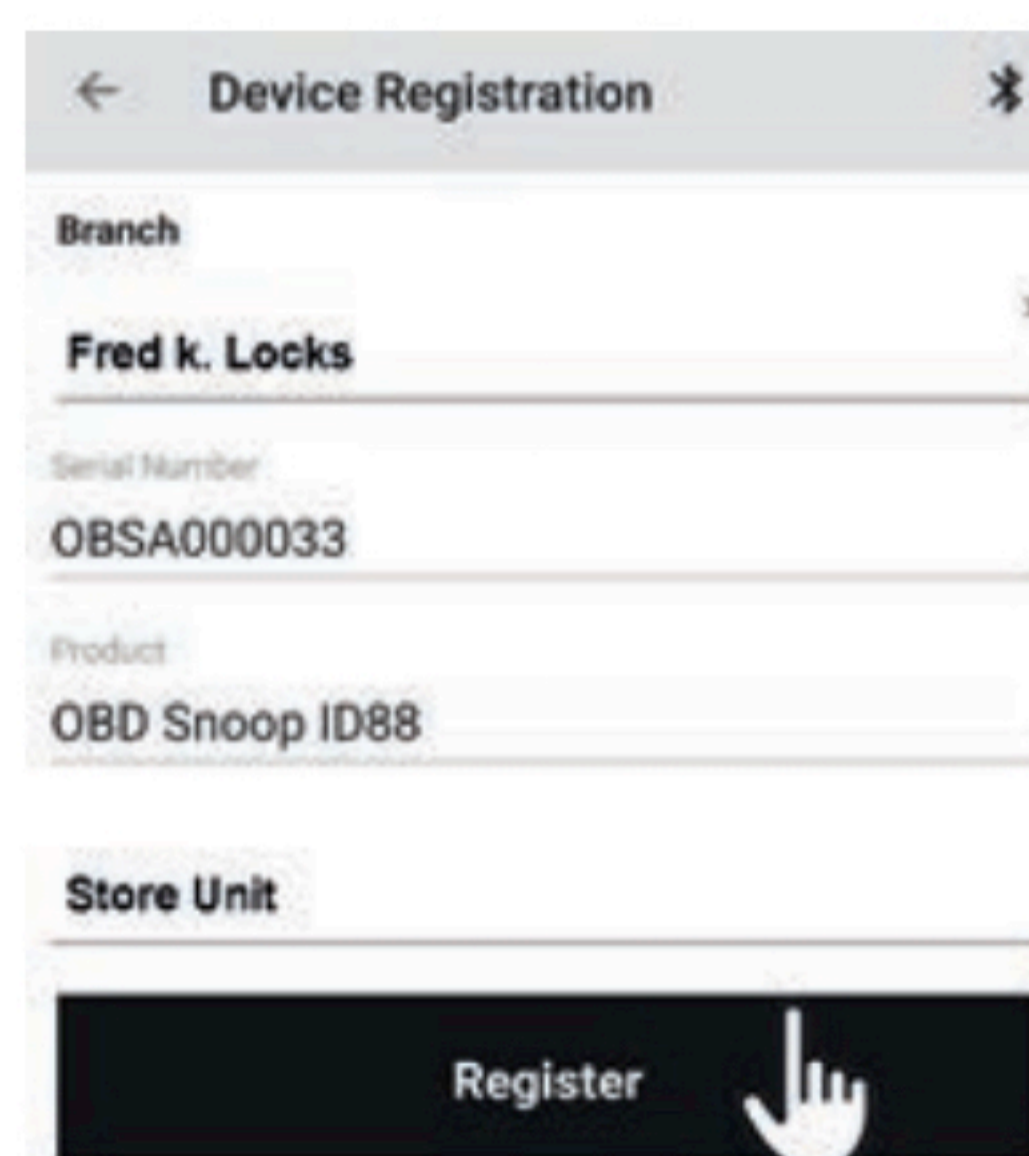 Device Registration
Branch
Fred k. Locks
Serial Number
OBSA000033
Product
OBD Snoop ID88
Store Unit
Register